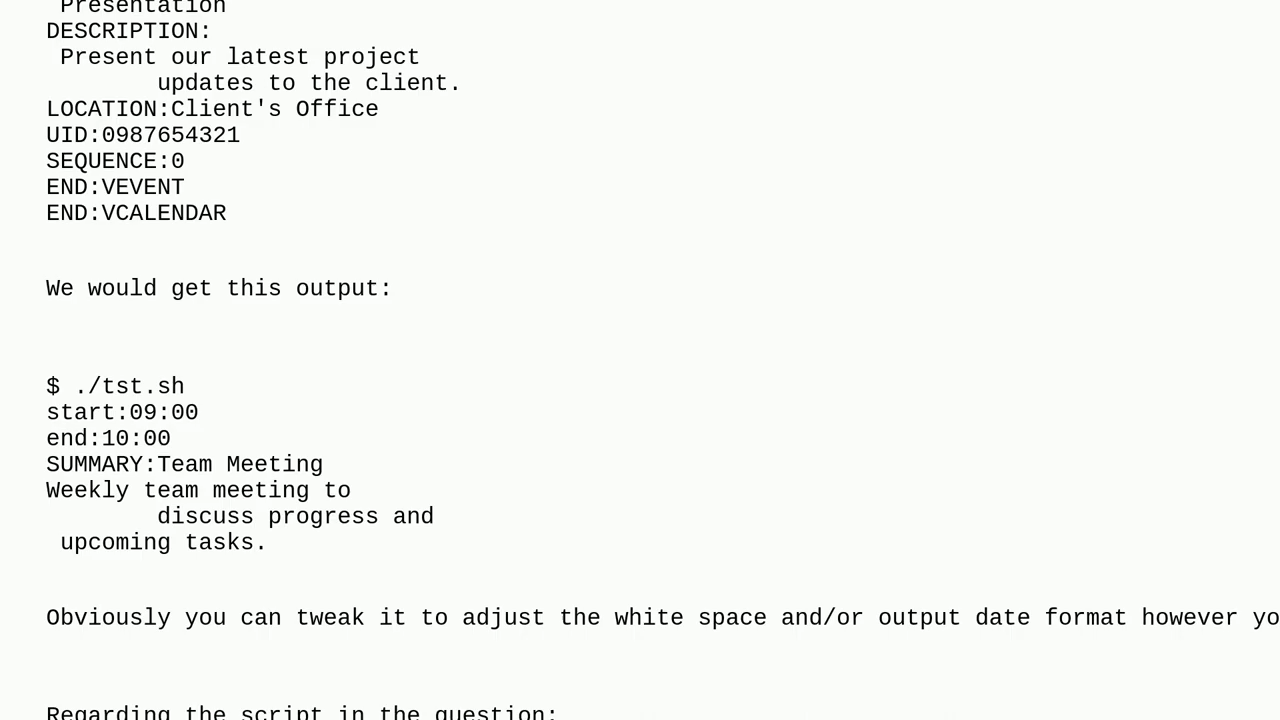 Presentation
DESCRIPTION:
 Present our latest project
        updates to the client.
LOCATION:Client's Office
UID:0987654321
SEQUENCE:0
END:VEVENT
END:VCALENDAR
We would get this output:
$ ./tst.sh
start:09:00
end:10:00
SUMMARY:Team Meeting
Weekly team meeting to
        discuss progress and
 upcoming tasks.
Obviously you can tweak it to adjust the white space and/or output date format however yo
Regarding the script in the question: